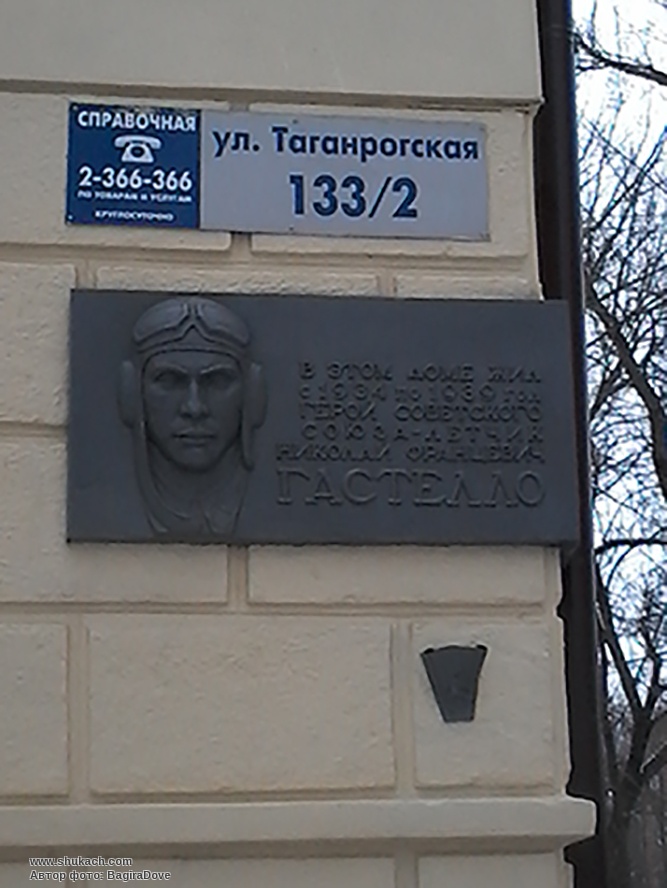 СПРАВОЧНАЯ
2-366-366
ПО ТОВАРАМ И УСЛУГАМ
КРУГЛОСУТОЧНО
ул. Таганрогская
133/2
В ЭТОМ ДОМЕ ЖИЛ
С 1934 по 1939 год
ГЕРОЙ СОВЕТСКОГО
СОЮЗА-ЛЕТЧИК
НИКОЛАЙ ФРАНЦЕВИЧ
ГАСТЕЛЛО
www.shukach.com
Автор фото: BagiraDove